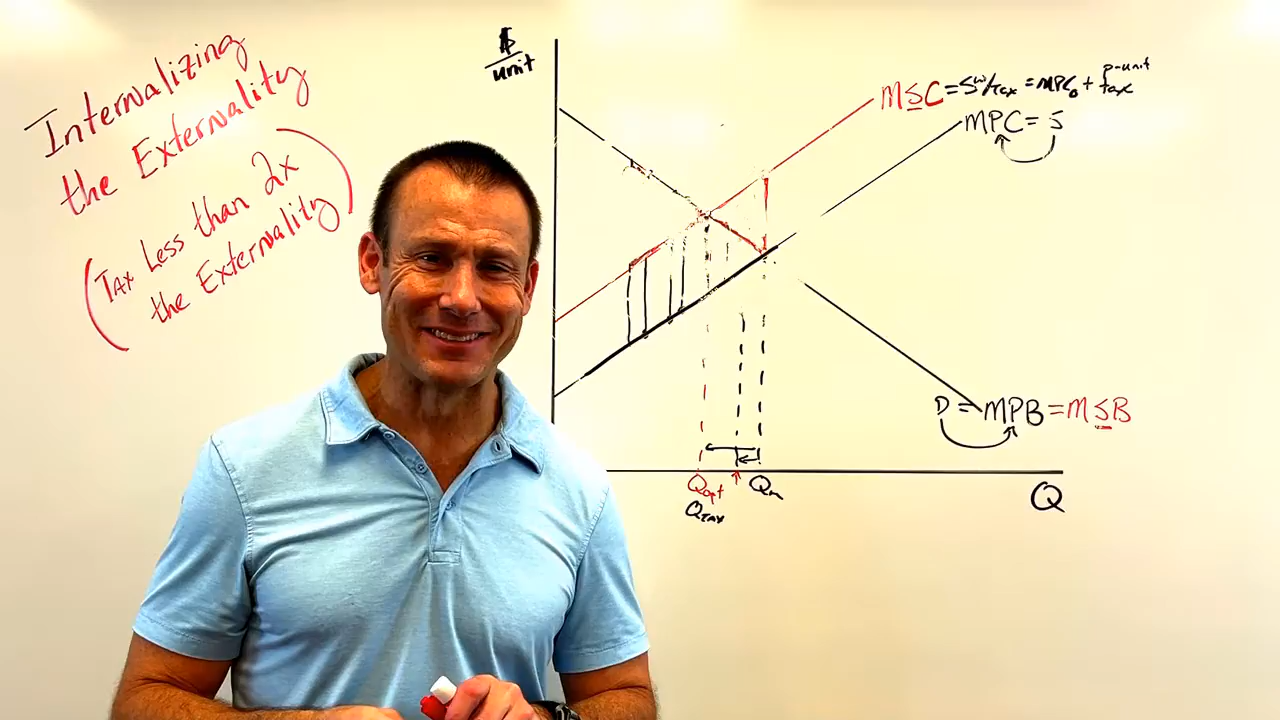 Internalizing
the Externality
(Tax Less than 2x
the Externality)
$
unit
MSC = S w/tax = MPC0 + p-unit tax
MPC = S
D = MPB = MSB
Qopt Qm
QTAX
Q